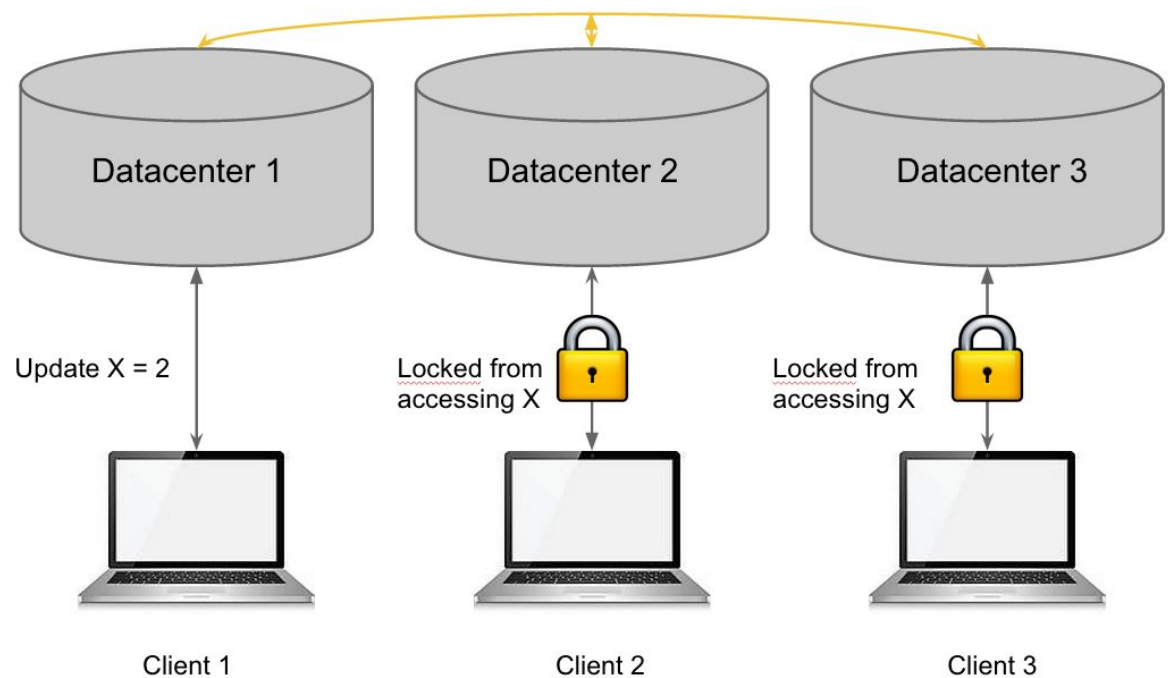 Datacenter 1
Datacenter 2
Datacenter 3
Update X = 2
Locked from
accessing X
Locked from
accessing X
Client 1
Client 2
Client 3